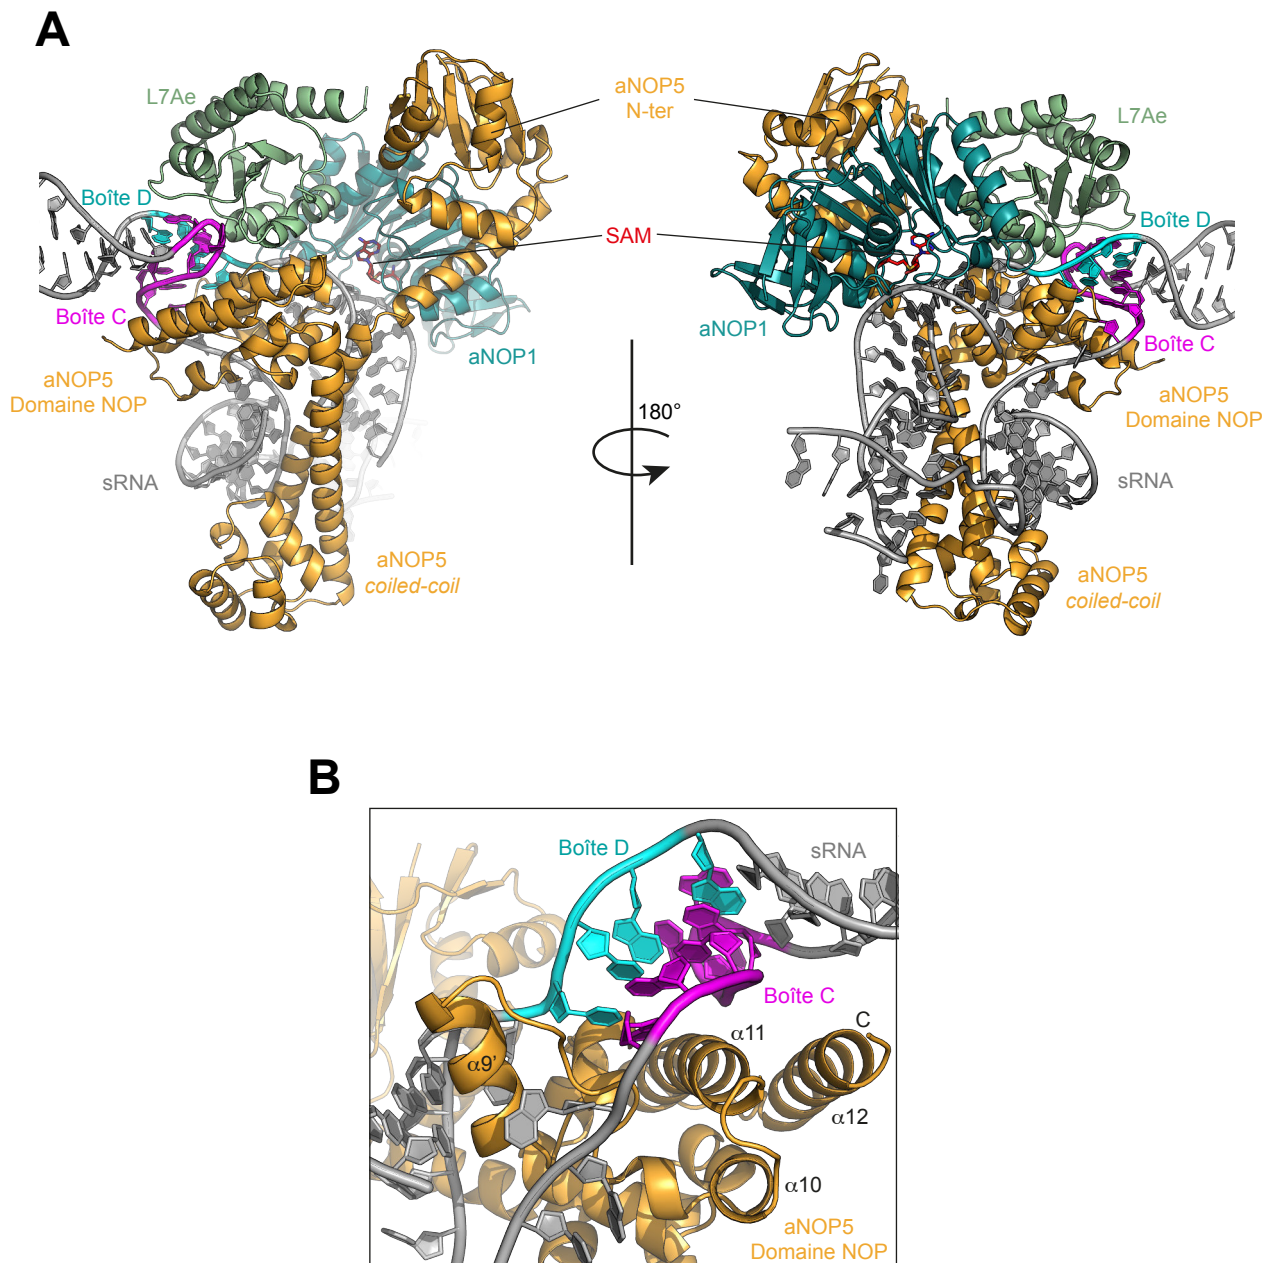 A
L7Ae
aNOP5
N-ter
L7Ae
Boîte D
SAM
Boîte D
Boîte C
aNOP1
aNOP1
Boîte C
aNOP5
Domaine NOP
180°
aNOP5
Domaine NOP
sRNA
sRNA
aNOP5
coiled-coil
aNOP5
coiled-coil
B
Boîte D
sRNA
Boîte C
α11
C
α9’
α12
α10
aNOP5
Domaine NOP